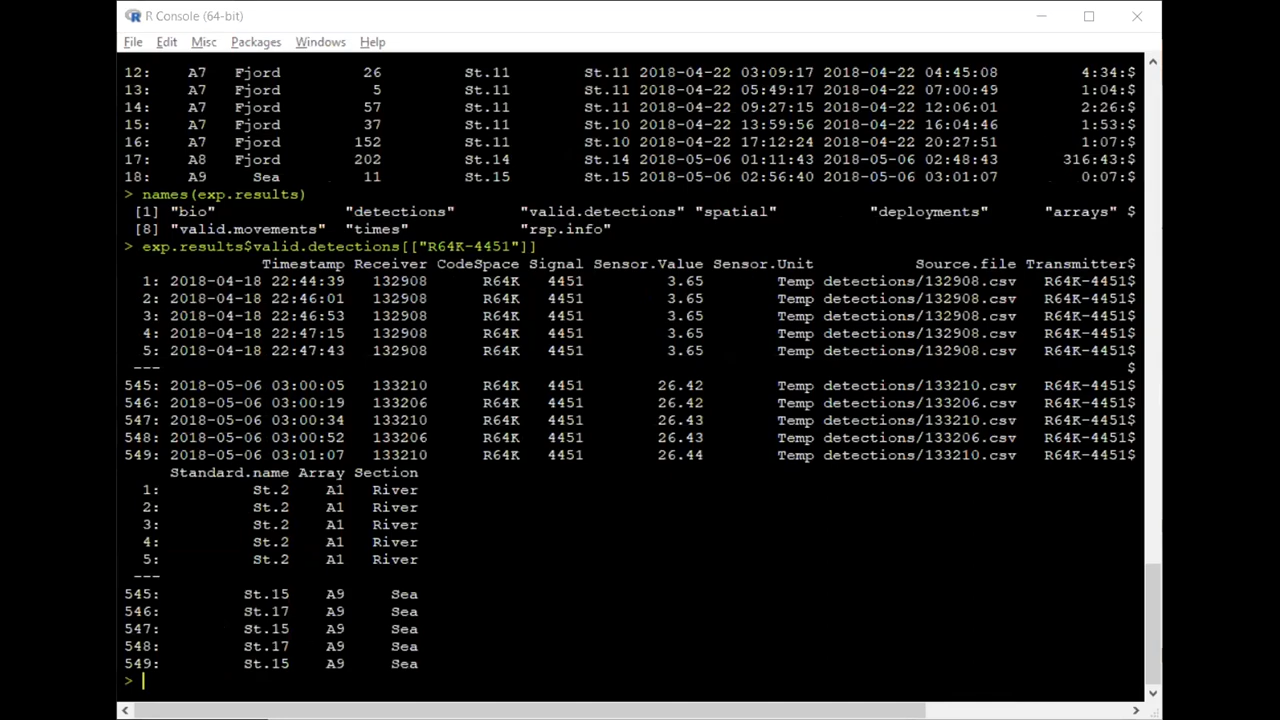 R Console (64-bit)
File Edit Misc Packages Windows Help
12: A7 Fjord 26 St.11 St.11 2018-04-22 03:09:17 2018-04-22 04:45:08 4:34:$
13: A7 Fjord 5 St.11 St.11 2018-04-22 05:49:17 2018-04-22 07:00:49 1:04:$
14: A7 Fjord 57 St.11 St.11 2018-04-22 09:27:15 2018-04-22 12:06:01 2:26:$
15: A7 Fjord 37 St.11 St.10 2018-04-22 13:59:56 2018-04-22 16:04:46 1:53:$
16: A7 Fjord 152 St.11 St.10 2018-04-22 17:12:24 2018-04-22 20:27:51 1:07:$
17: A8 Fjord 202 St.14 St.14 2018-05-06 01:11:43 2018-05-06 02:48:43 316:43:$
18: A9 Sea 11 St.15 St.15 2018-05-06 02:56:40 2018-05-06 03:01:07 0:07:$
> names(exp.results)
[1] "bio" "detections" "valid.detections" "spatial" "deployments" "arrays" $
[8] "valid.movements" "times" "rsp.info"
> exp.results$valid.detections[["R64K-4451"]]
Timestamp Receiver CodeSpace Signal Sensor.Value Sensor.Unit Source.file Transmitter$
1: 2018-04-18 22:44:39 132908 R64K 4451 3.65 Temp detections/132908.csv R64K-4451$
2: 2018-04-18 22:46:01 132908 R64K 4451 3.65 Temp detections/132908.csv R64K-4451$
3: 2018-04-18 22:46:53 132908 R64K 4451 3.65 Temp detections/132908.csv R64K-4451$
4: 2018-04-18 22:47:15 132908 R64K 4451 3.65 Temp detections/132908.csv R64K-4451$
5: 2018-04-18 22:47:43 132908 R64K 4451 3.65 Temp detections/132908.csv R64K-4451$
--- $
545: 2018-05-06 03:00:05 133210 R64K 4451 26.42 Temp detections/133210.csv R64K-4451$
546: 2018-05-06 03:00:19 133206 R64K 4451 26.42 Temp detections/133206.csv R64K-4451$
547: 2018-05-06 03:00:34 133210 R64K 4451 26.43 Temp detections/133210.csv R64K-4451$
548: 2018-05-06 03:00:52 133206 R64K 4451 26.43 Temp detections/133206.csv R64K-4451$
549: 2018-05-06 03:01:07 133210 R64K 4451 26.44 Temp detections/133210.csv R64K-4451$
Standard.name Array Section
1: St.2 A1 River
2: St.2 A1 River
3: St.2 A1 River
4: St.2 A1 River
5: St.2 A1 River
---
545: St.15 A9 Sea
546: St.17 A9 Sea
547: St.15 A9 Sea
548: St.17 A9 Sea
549: St.15 A9 Sea
>